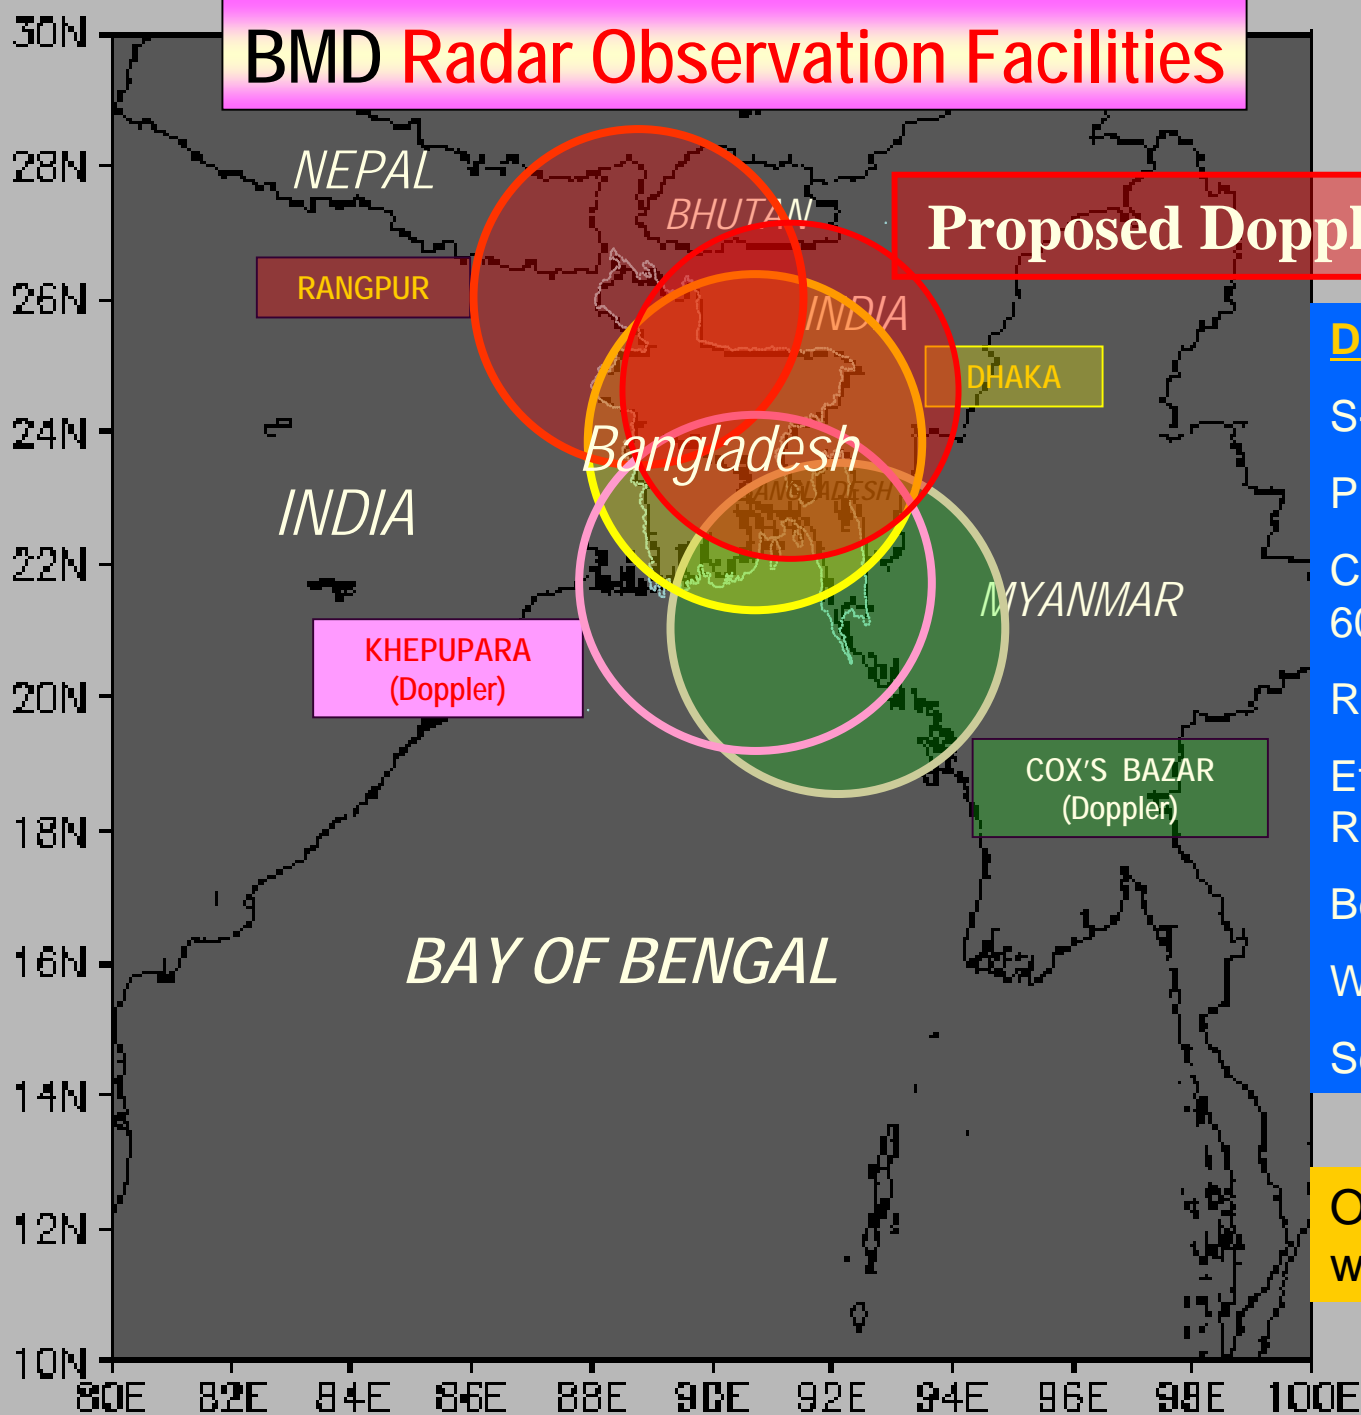 BMD Radar Observation Facilities
30N
28N
26N
24N
22N
20N
18N
16N
14N
12N
10N
80E 82E 84E 86E 88E 90E 92E 94E 96E 98E 100E
NEPAL
BHUTAN
Proposed Doppl
RANGPUR
INDIA
DHAKA
Bangladesh
ANGLADESH
INDIA
MYANMAR
KHEPUPARA
(Doppler)
COX'S BAZAR
(Doppler)
BAY OF BENGAL
D
S
P
C
60
R
E
R
B
W
S
O
w